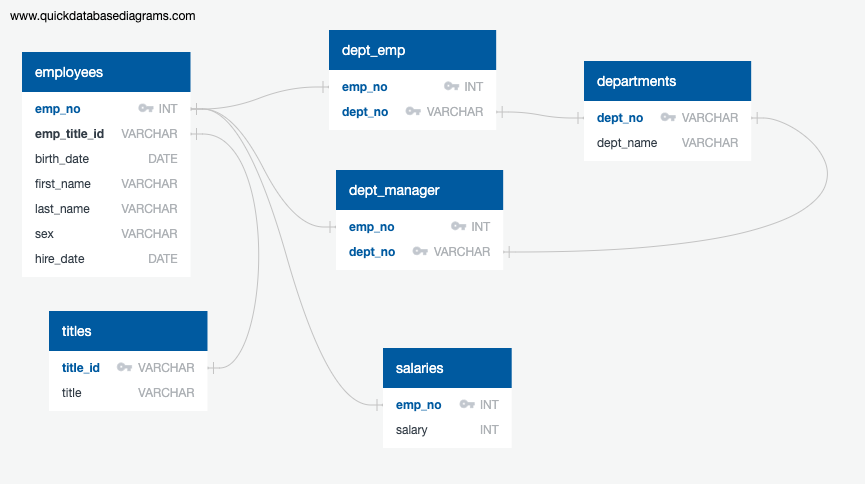 www.quickdatabasediagrams.com
employees
emp_no INT
emp_title_id VARCHAR
birth_date DATE
first_name VARCHAR
last_name VARCHAR
sex VARCHAR
hire_date DATE
titles
title_id VARCHAR
title VARCHAR
dept_emp
emp_no INT
dept_no VARCHAR
dept_manager
emp_no INT
dept_no VARCHAR
salaries
emp_no INT
salary INT
departments
dept_no VARCHAR
dept_name VARCHAR